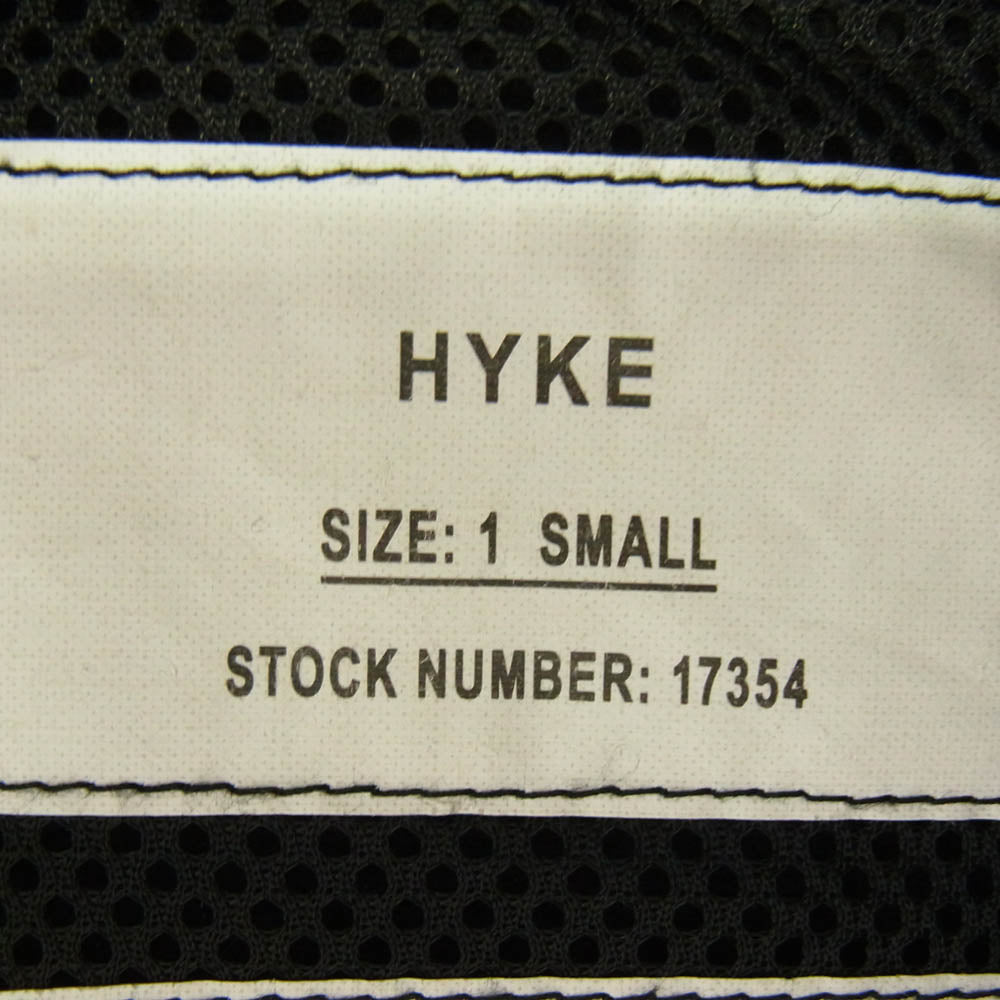 HYKE
SIZE: 1 SMALL
STOCK NUMBER: 17354